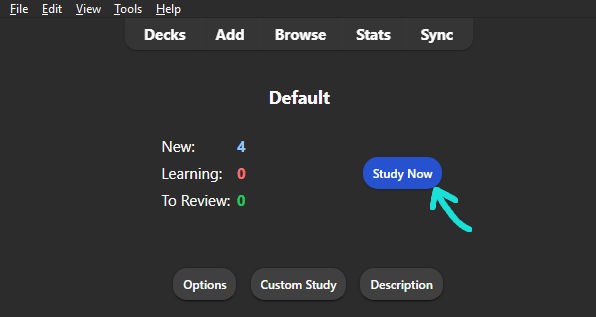 File Edit View Tools Help
Decks Add Browse Stats Sync
Default
New: 4
Learning: 0
Study Now
To Review: 0
Options Custom Study Description